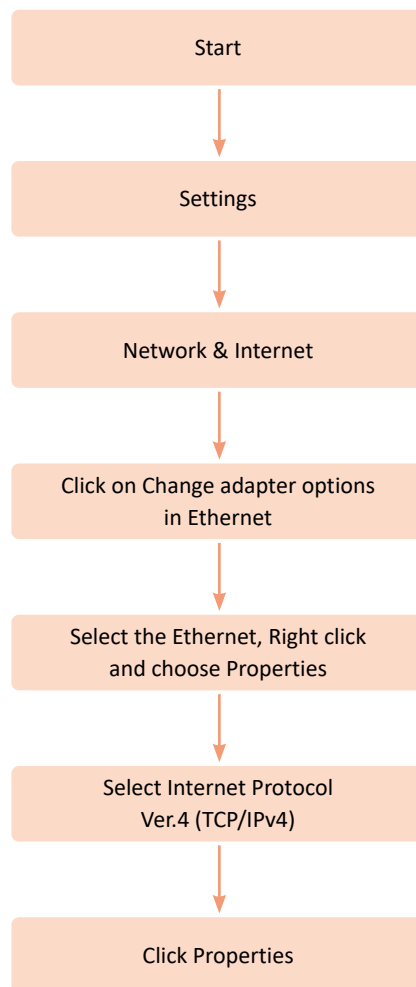 Start
Settings
Network & Internet
Click on Change adapter options
in Ethernet
Select the Ethernet, Right click
and choose Properties
Select Internet Protocol
Ver.4 (TCP/IPv4)
Click Properties